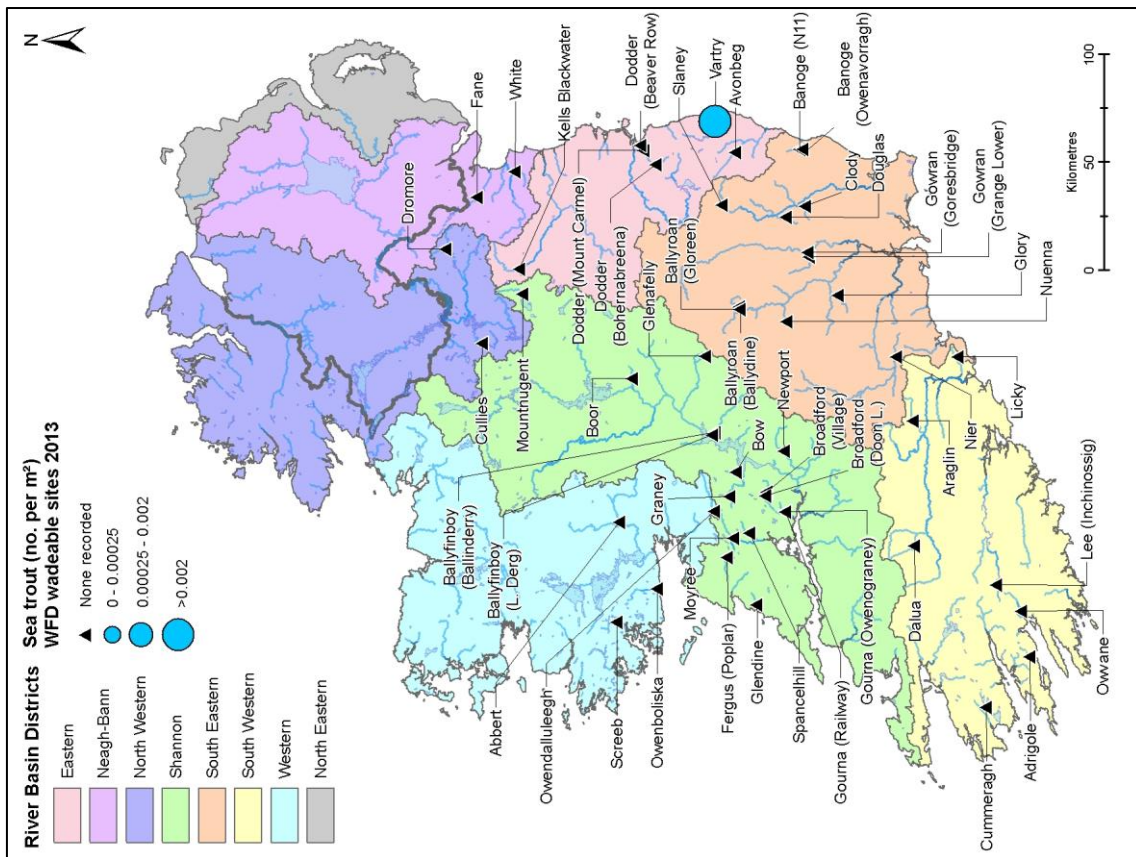 River Basin Districts
Eastern
Neagh-Bann
North Western
Shannon
South Eastern
South Western
Western
North Eastern
Sea trout (no. per m²)
WFD wadeable sites 2013
None recorded
0 - 0.00025
0.00025 - 0.002
>0.002
N
Dromore
Fane
White
Kells Blackwater
Dodder
(Beaver Row)
Slaney
Vartry
Avonbeg
Banoge (N11)
Banoge
(Owenavorragh)
Clody
Douglas
Gowran
(Goresbridge)
Gowran
(Grange Lower)
Glory
Nuenna
Cullies
Mountnugent
Dodder (Mount Carmel)
Dodder
(Bohernabreena)
Glenafelly
Ballyroan
(Gloreen)
Bor
Ballyroan
(Ballydine)
Newport
Bow
Broadford
(Village)
Broadford
(Doon L.)
Licky
Nier
Araglin
Ballyfinboy
(Ballinderry)
Ballyfinboy
(L. Derg)
Graney
Abbert
Owendalluleegh
Screeb
Owenboliska
Moyree
Fergus (Poplar)
Glendine
Spancelhill
Gourna (Railway)
Gourna (Owenograney)
Dalua
Lee (Inchinossig)
Owvane
Adrigole
Cummeragh
0
50
100
Kilometres